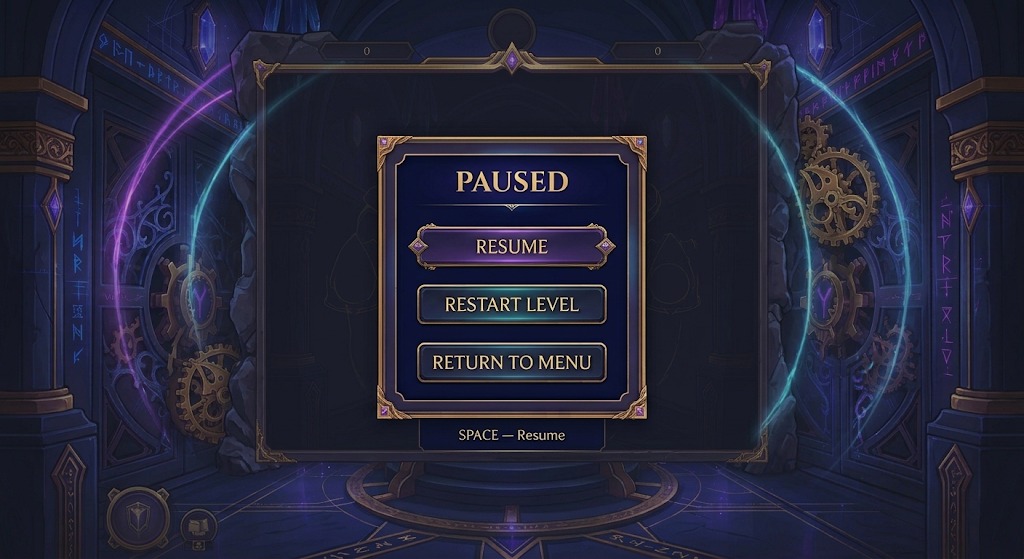 0
0
PAUSED
RESUME
RESTART LEVEL
RETURN TO MENU
SPACE — Resume